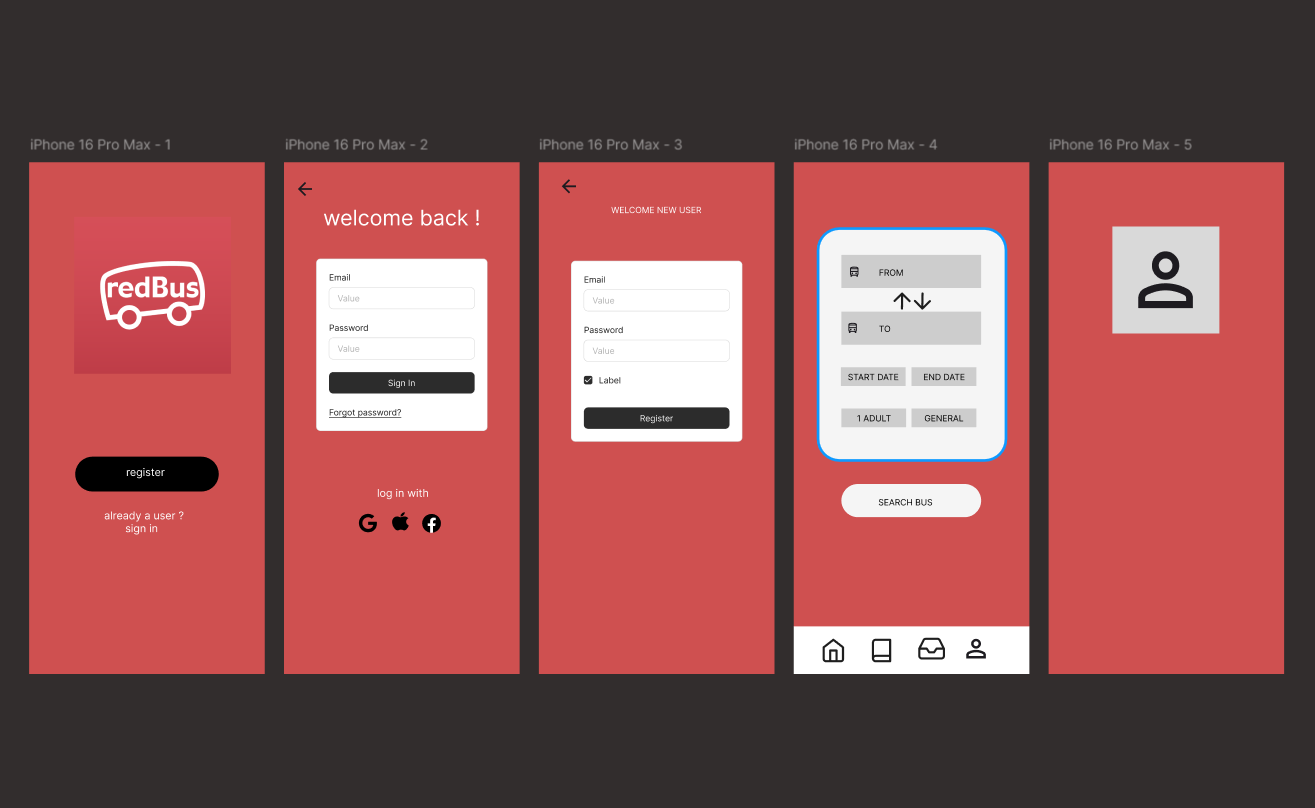 iPhone 16 Pro Max - 1
redBus
register
already a user ?
sign in
iPhone 16 Pro Max - 2
welcome back !
Email
Value
Password
Value
Sign In
Forgot password?
log in with
iPhone 16 Pro Max - 3
WELCOME NEW USER
Email
Value
Password
Value
Label
Register
iPhone 16 Pro Max - 4
FROM
TO
START DATE
END DATE
1 ADULT
GENERAL
SEARCH BUS
iPhone 16 Pro Max - 5